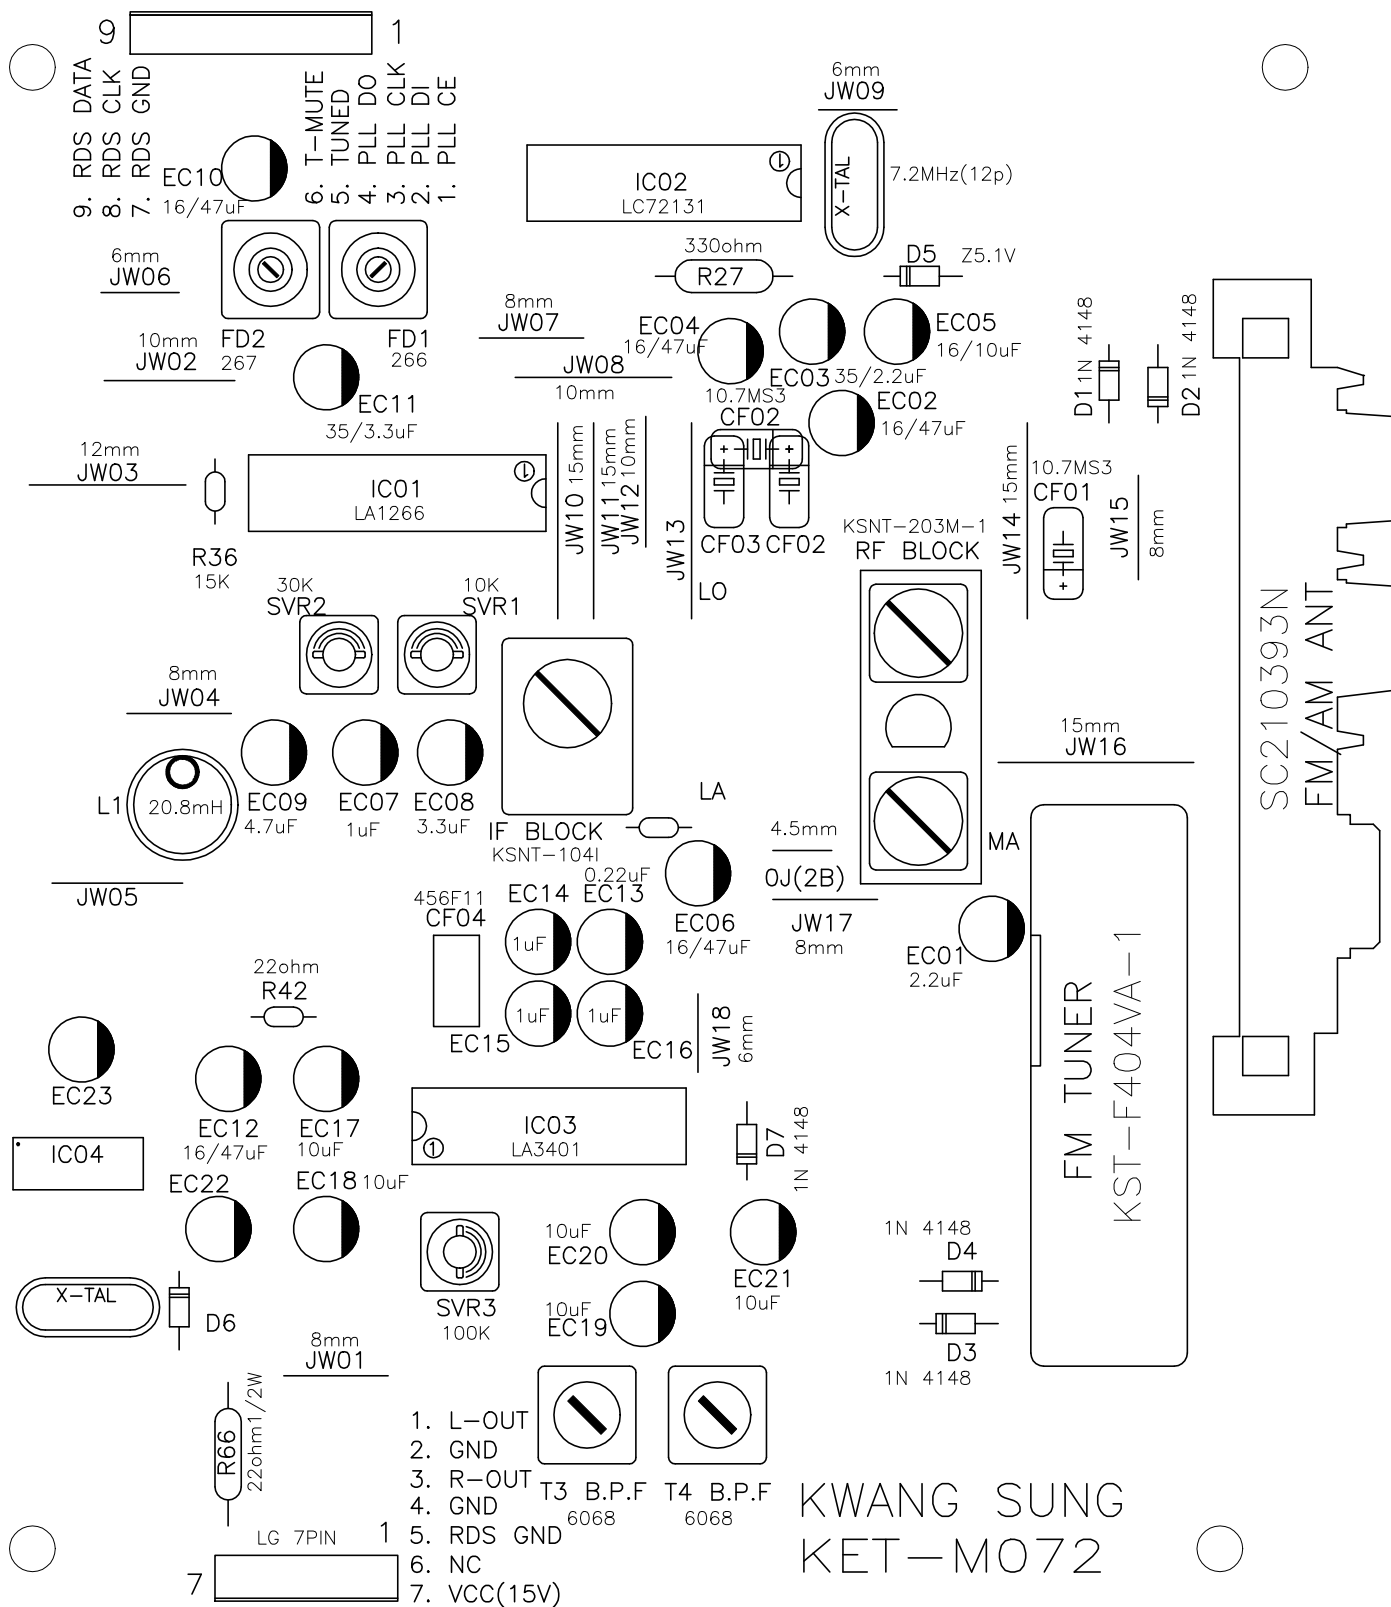 9
1
9. RDS DATA
8. RDS CLK
7. RDS GND
6. T-MUTE
5. TUNED
4. PLL DO
3. PLL CLK
2. PLL DI
1. PLL CE
6mm
JW09
X-TAL
7.2MHz(12p)
EC10
16/47uF
1
IC02
LC72131
330ohm
R27
D5
Z5.1V
6mm
JW06
10mm
JW02
FD2
267
FD1
266
8mm
JW07
JW08
10mm
EC04
16/47uF
EC03
35/2.2uF
EC05
16/10uF
D1
1N 4148
D2
1N 4148
EC11
35/3.3uF
10.7MS3
CF02
EC02
16/47uF
12mm
JW03
R36
15K
1
IC01
LA1266
JW10
15mm
JW11
15mm
JW12
10mm
JW13
CF03
CF02
JW14
15mm
10.7MS3
CF01
JW15
8mm
KSNT-203M-1
RF BLOCK
LO
30K
SVR2
10K
SVR1
SC210393N
FM/AM ANT
8mm
JW04
15mm
JW16
L1
20.8mH
EC09
4.7uF
EC07
1uF
EC08
3.3uF
IF BLOCK
KSNT-104I
LA
4.5mm
MA
JW05
0J(2B)
JW17
8mm
0.22uF
456F11
CF04
EC14
1uF
EC13
EC06
16/47uF
EC01
2.2uF
22ohm
R42
EC15
1uF
1uF
EC16
JW18
6mm
FM TUNER
KST-F404VA-1
EC23
EC12
16/47uF
EC17
10uF
1
IC03
LA3401
D7
1N 4148
IC04
EC22
EC18
10uF
10uF
EC20
EC21
10uF
1N 4148
D4
X-TAL
D6
SVR3
100K
10uF
EC19
D3
1N 4148
8mm
JW01
R66
22ohm1/2W
1. L-OUT
2. GND
3. R-OUT
4. GND
5. RDS GND
6. NC
7. VCC(15V)
T3 B.P.F
6068
T4 B.P.F
6068
LG 7PIN
1
7
KWANG SUNG
KET-M072